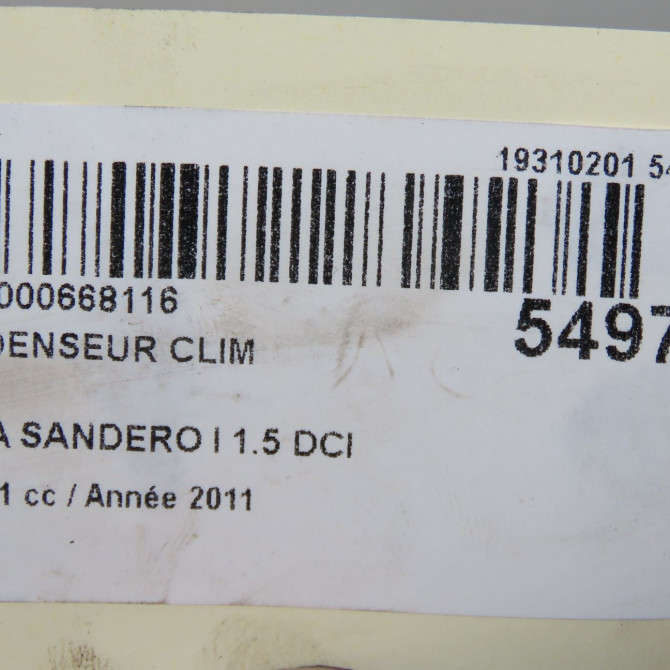 19310201 54
000668116
5497
DENSEUR CLIM
A SANDERO I 1.5 DCI
1 cc / Année 2011